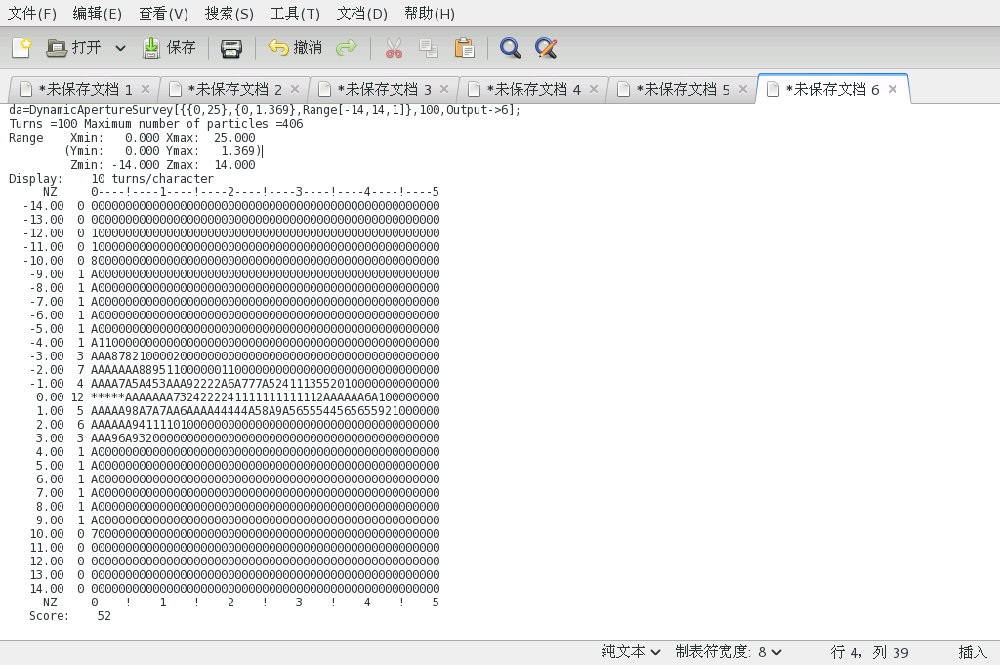 文件(F) 编辑(E) 查看(V) 搜索(S) 工具(T) 文档(D) 帮助(H)
打开 保存 撤消
*未保存文档 1 *未保存文档 2 *未保存文档 3 *未保存文档 4 *未保存文档 5 *未保存文档 6
da=DynamicApertureSurvey[{{0,25},{0,1.369},Range[-14,14,1]},100,Output->6];
Turns =100 Maximum number of particles =406
Range    Xmin:   0.000 Xmax:  25.000
(Ymin:   0.000 Ymax:   1.369)
Zmin: -14.000 Zmax:  14.000
Display:    10 turns/character
NZ     0----!----1----!----2----!----3----!----4----!----5
-14.00  0 000000000000000000000000000000000000000000000000000
-13.00  0 000000000000000000000000000000000000000000000000000
-12.00  0 100000000000000000000000000000000000000000000000000
-11.00  0 100000000000000000000000000000000000000000000000000
-10.00  0 800000000000000000000000000000000000000000000000000
-9.00  1 A00000000000000000000000000000000000000000000000000
-8.00  1 A00000000000000000000000000000000000000000000000000
-7.00  1 A00000000000000000000000000000000000000000000000000
-6.00  1 A00000000000000000000000000000000000000000000000000
-5.00  1 A00000000000000000000000000000000000000000000000000
-4.00  1 A11000000000000000000000000000000000000000000000000
-3.00  3 AAA878210000200000000000000000000000000000000000000
-2.00  7 AAAAAAA88951100000011000000000000000000000000000000
-1.00  4 AAAA7A5A453AAA92222A6A777A5241113552010000000000000
0.00 12 *****AAAAAAA7324222241111111111112AAAAAA6A100000000
1.00  5 AAAAA98A7A7AA6AAAA44444A58A9A5655544565655921000000
2.00  6 AAAAAA941111010000000000000000000000000000000000000
3.00  3 AAA96A932000000000000000000000000000000000000000000
4.00  1 A00000000000000000000000000000000000000000000000000
5.00  1 A00000000000000000000000000000000000000000000000000
6.00  1 A00000000000000000000000000000000000000000000000000
7.00  1 A00000000000000000000000000000000000000000000000000
8.00  1 A00000000000000000000000000000000000000000000000000
9.00  1 A00000000000000000000000000000000000000000000000000
10.00  0 700000000000000000000000000000000000000000000000000
11.00  0 000000000000000000000000000000000000000000000000000
12.00  0 000000000000000000000000000000000000000000000000000
13.00  0 000000000000000000000000000000000000000000000000000
14.00  0 000000000000000000000000000000000000000000000000000
NZ     0----!----1----!----2----!----3----!----4----!----5
Score:    52
纯文本 制表符宽度: 8 行 4, 列 39 插入